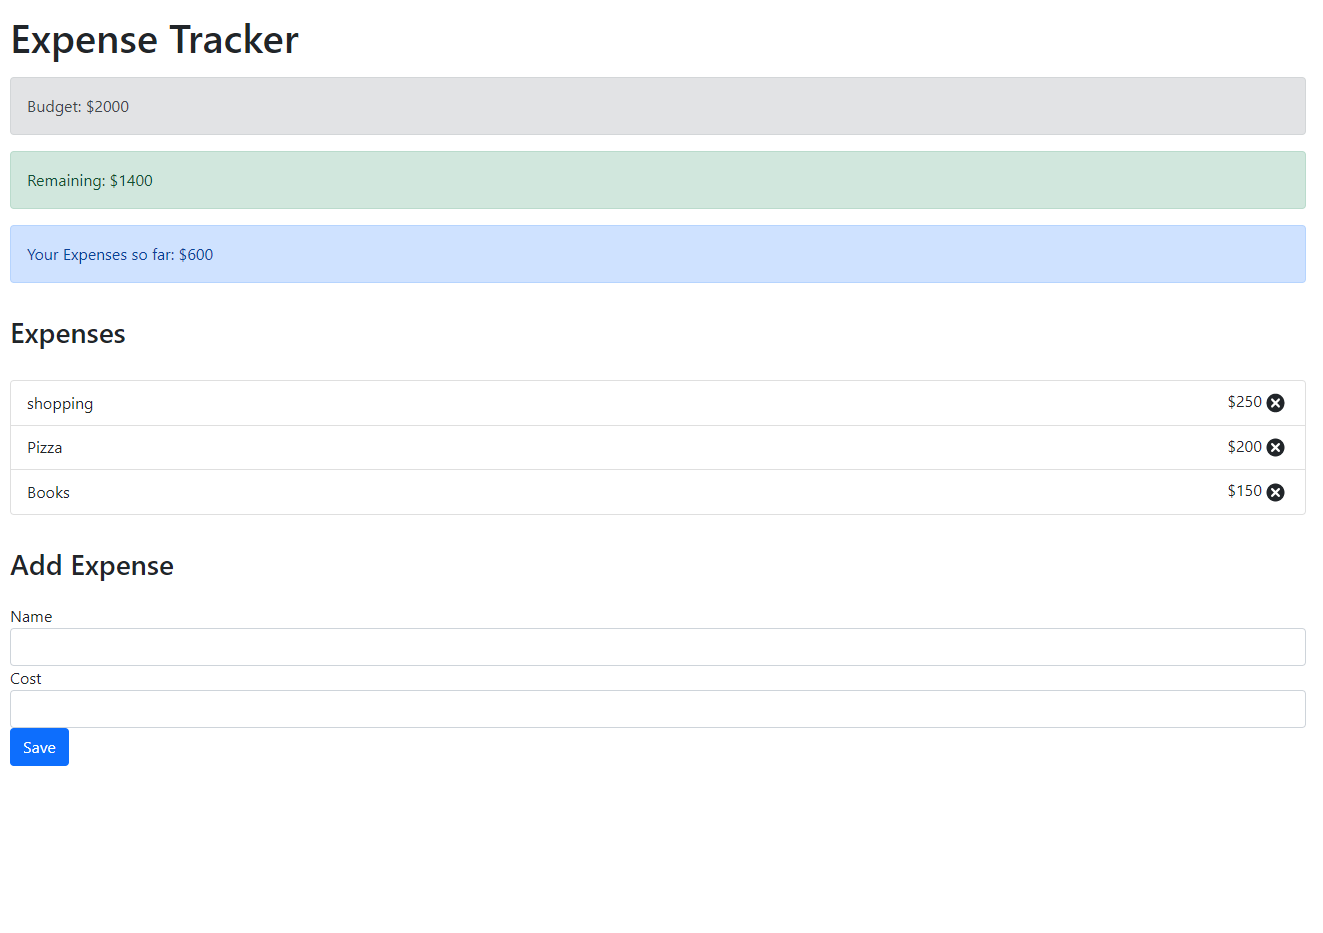 Expense Tracker
Budget: $2000
Remaining: $1400
Your Expenses so far: $600
Expenses
shopping $250
Pizza $200
Books $150
Add Expense
Name
Cost
Save